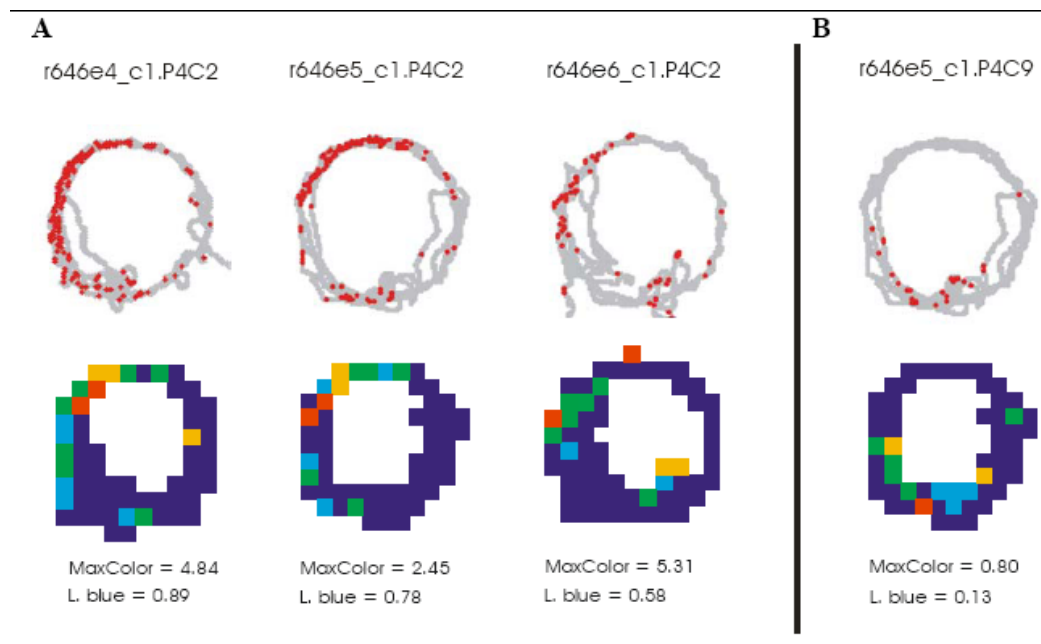 A
B
r646e4_c1.P4C2
r646e5_c1.P4C2
r646e6_c1.P4C2
r646e5_c1.P4C9
MaxColor = 4.84
L. blue = 0.89
MaxColor = 2.45
L. blue = 0.78
MaxColor = 5.31
L. blue = 0.58
MaxColor = 0.80
L. blue = 0.13